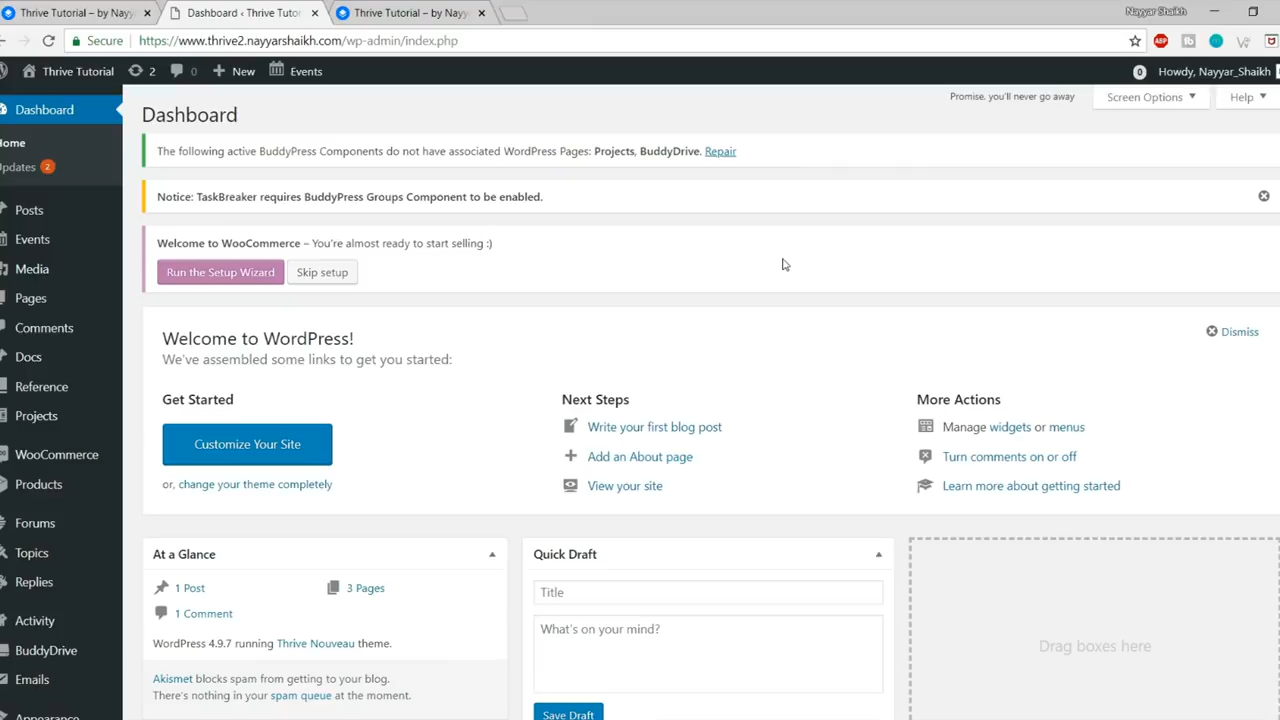 Thrive Tutorial – by Nayy
Dashboard ‹ Thrive Tutor
Thrive Tutorial – by Nayy
Nayyar Shaikh
Secure
https://www.thrive2.nayyarshaikh.com/wp-admin/index.php
ABP
Thrive Tutorial
2
0
New
Events
0
Howdy, Nayyar_Shaikh
Dashboard
Home
Updates 2
Posts
Events
Media
Pages
Comments
Docs
Reference
Projects
WooCommerce
Products
Forums
Topics
Replies
Activity
BuddyDrive
Emails
Appearance
Promise, you'll never go away
Screen Options
Help
Dashboard
The following active BuddyPress Components do not have associated WordPress Pages: Projects, BuddyDrive. Repair
Notice: TaskBreaker requires BuddyPress Groups Component to be enabled.
Welcome to WooCommerce – You're almost ready to start selling :)
Run the Setup Wizard
Skip setup
Welcome to WordPress!
We've assembled some links to get you started:
Dismiss
Get Started
Customize Your Site
or, change your theme completely
Next Steps
Write your first blog post
Add an About page
View your site
More Actions
Manage widgets or menus
Turn comments on or off
Learn more about getting started
At a Glance
1 Post
3 Pages
1 Comment
WordPress 4.9.7 running Thrive Nouveau theme.
Akismet blocks spam from getting to your blog.
There's nothing in your spam queue at the moment.
Quick Draft
Title
What's on your mind?
Save Draft
Drag boxes here